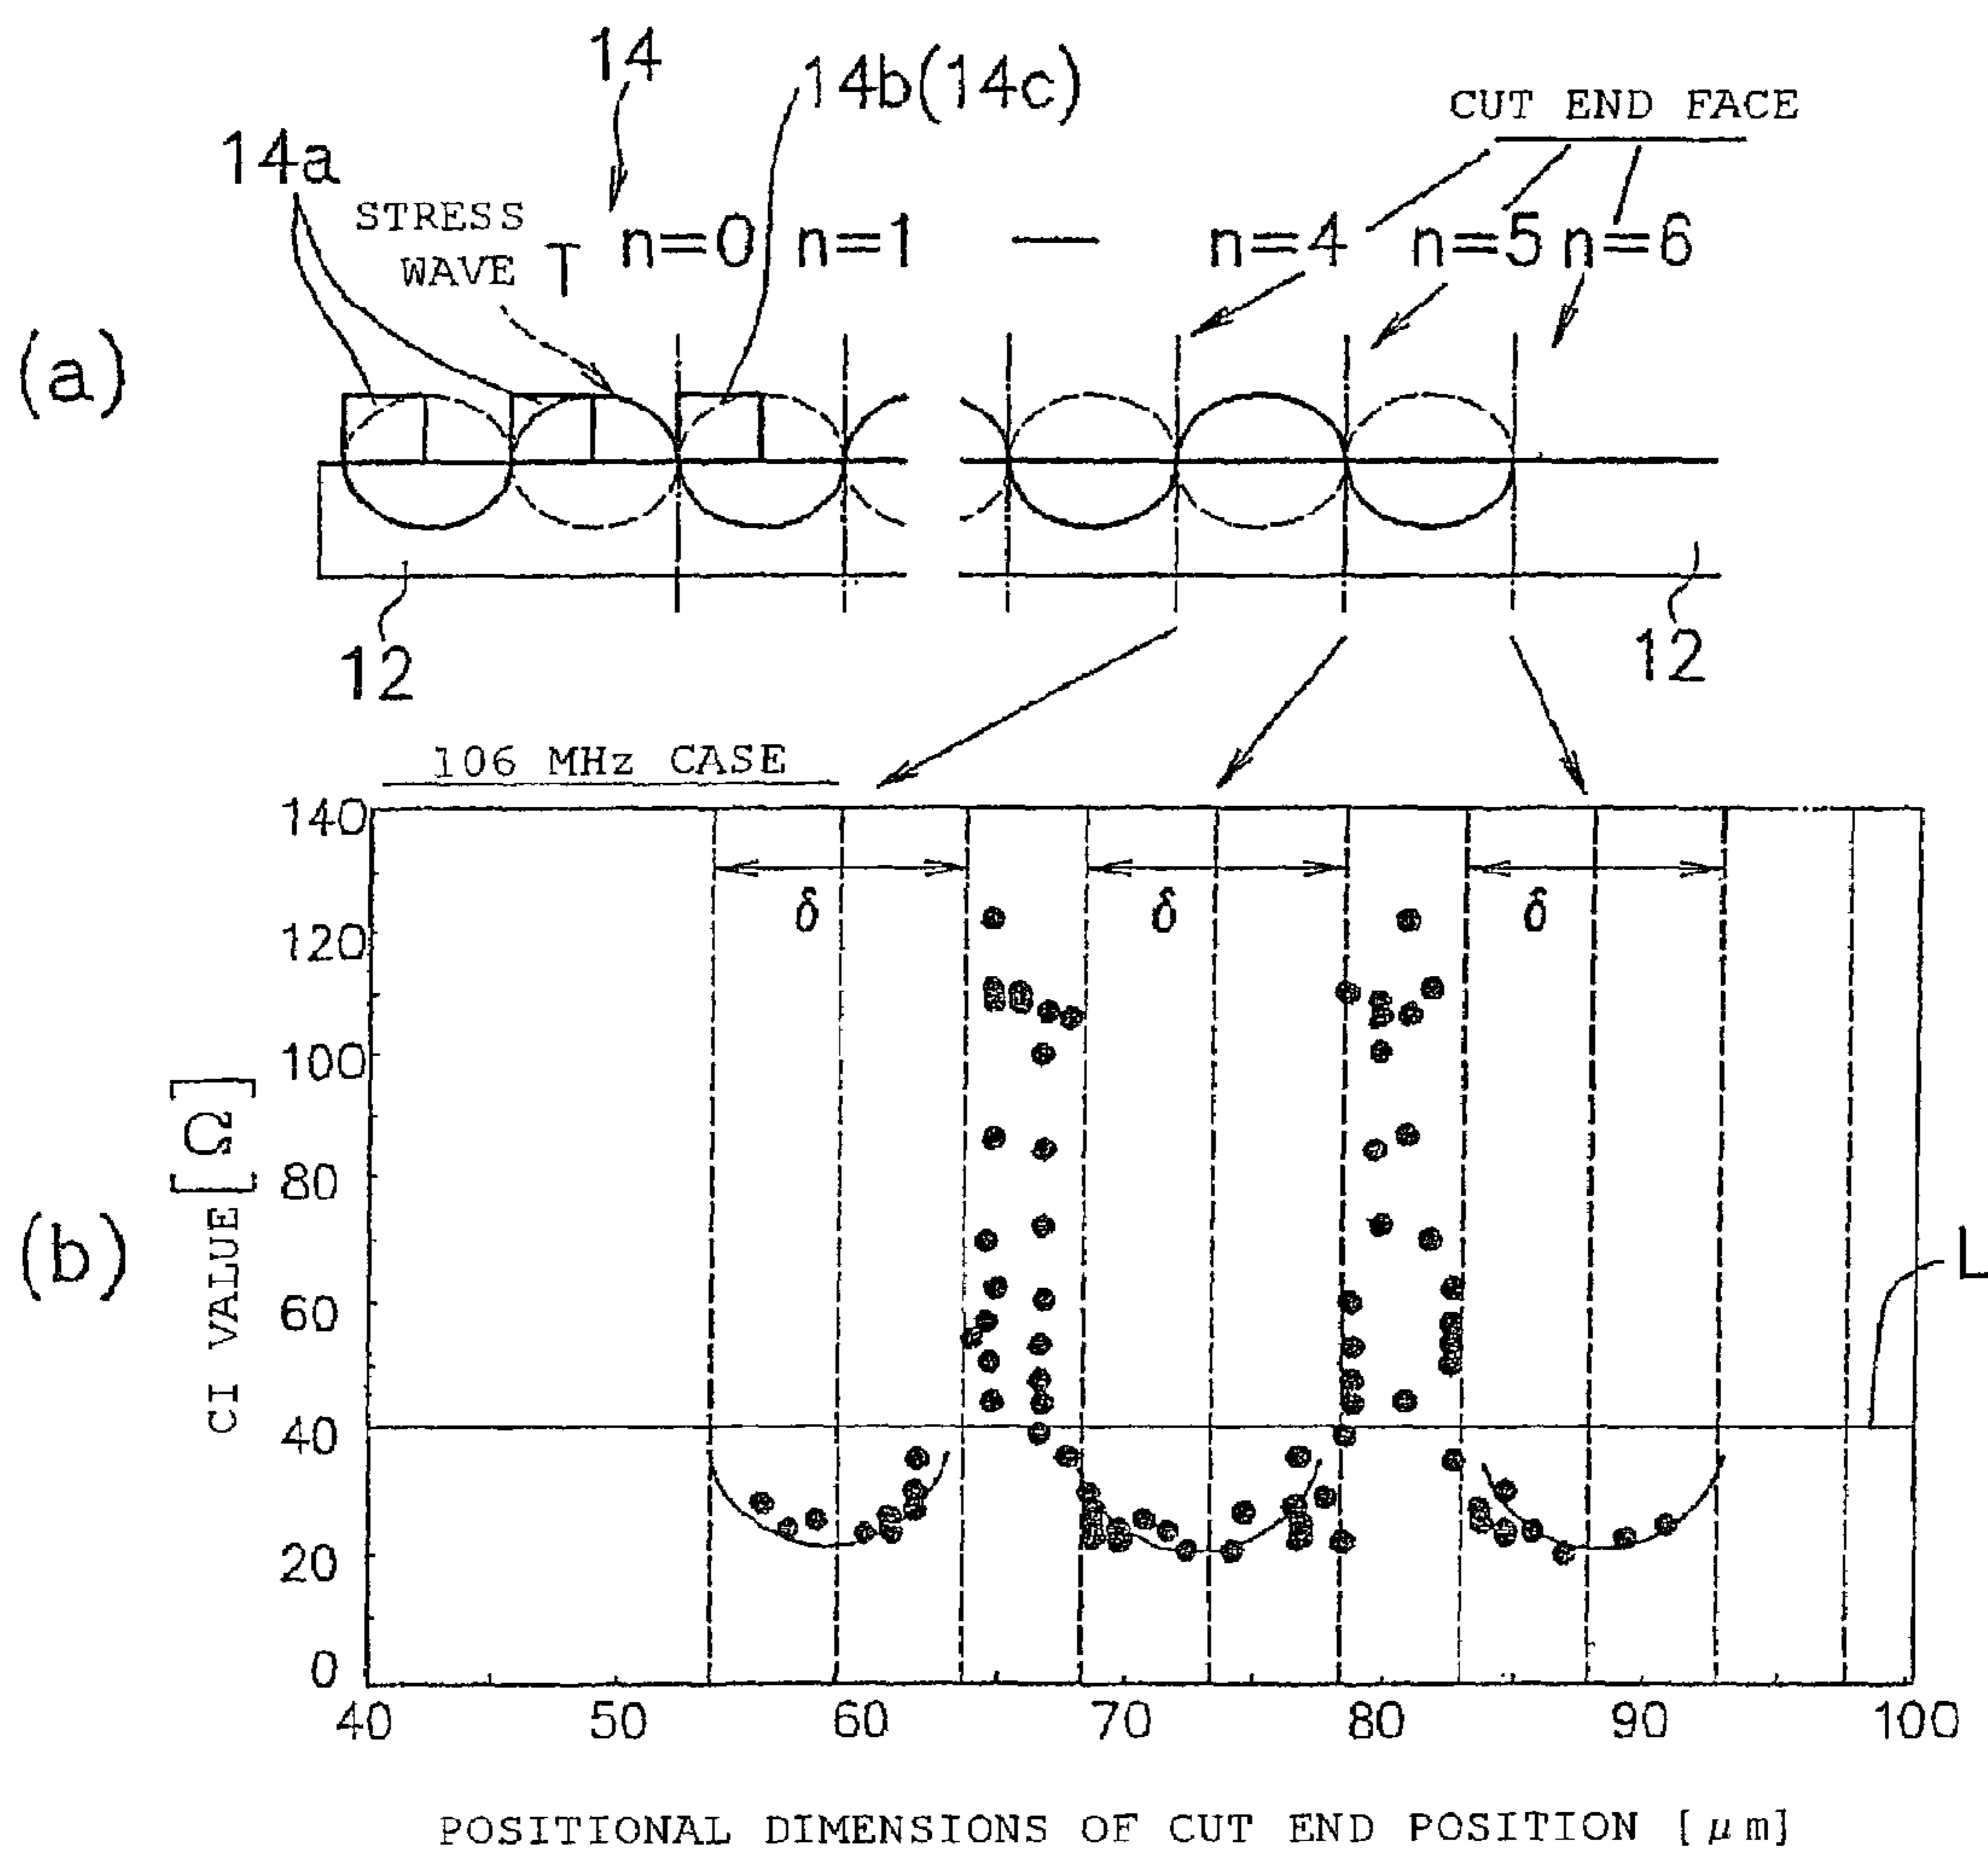 14
14b(14c)
CUT END FACE
14a
STRESS
WAVE T
n=0 n=1 — n=4 n=5 n=6
(a)
12
12
106 MHz CASE
140
120
100
80
60
40
20
0
δ
δ
δ
CI VALUE[Ω]
(b)
L
40 50 60 70 80 90 100
POSITIONAL DIMENSIONS OF CUT END POSITION [μm]